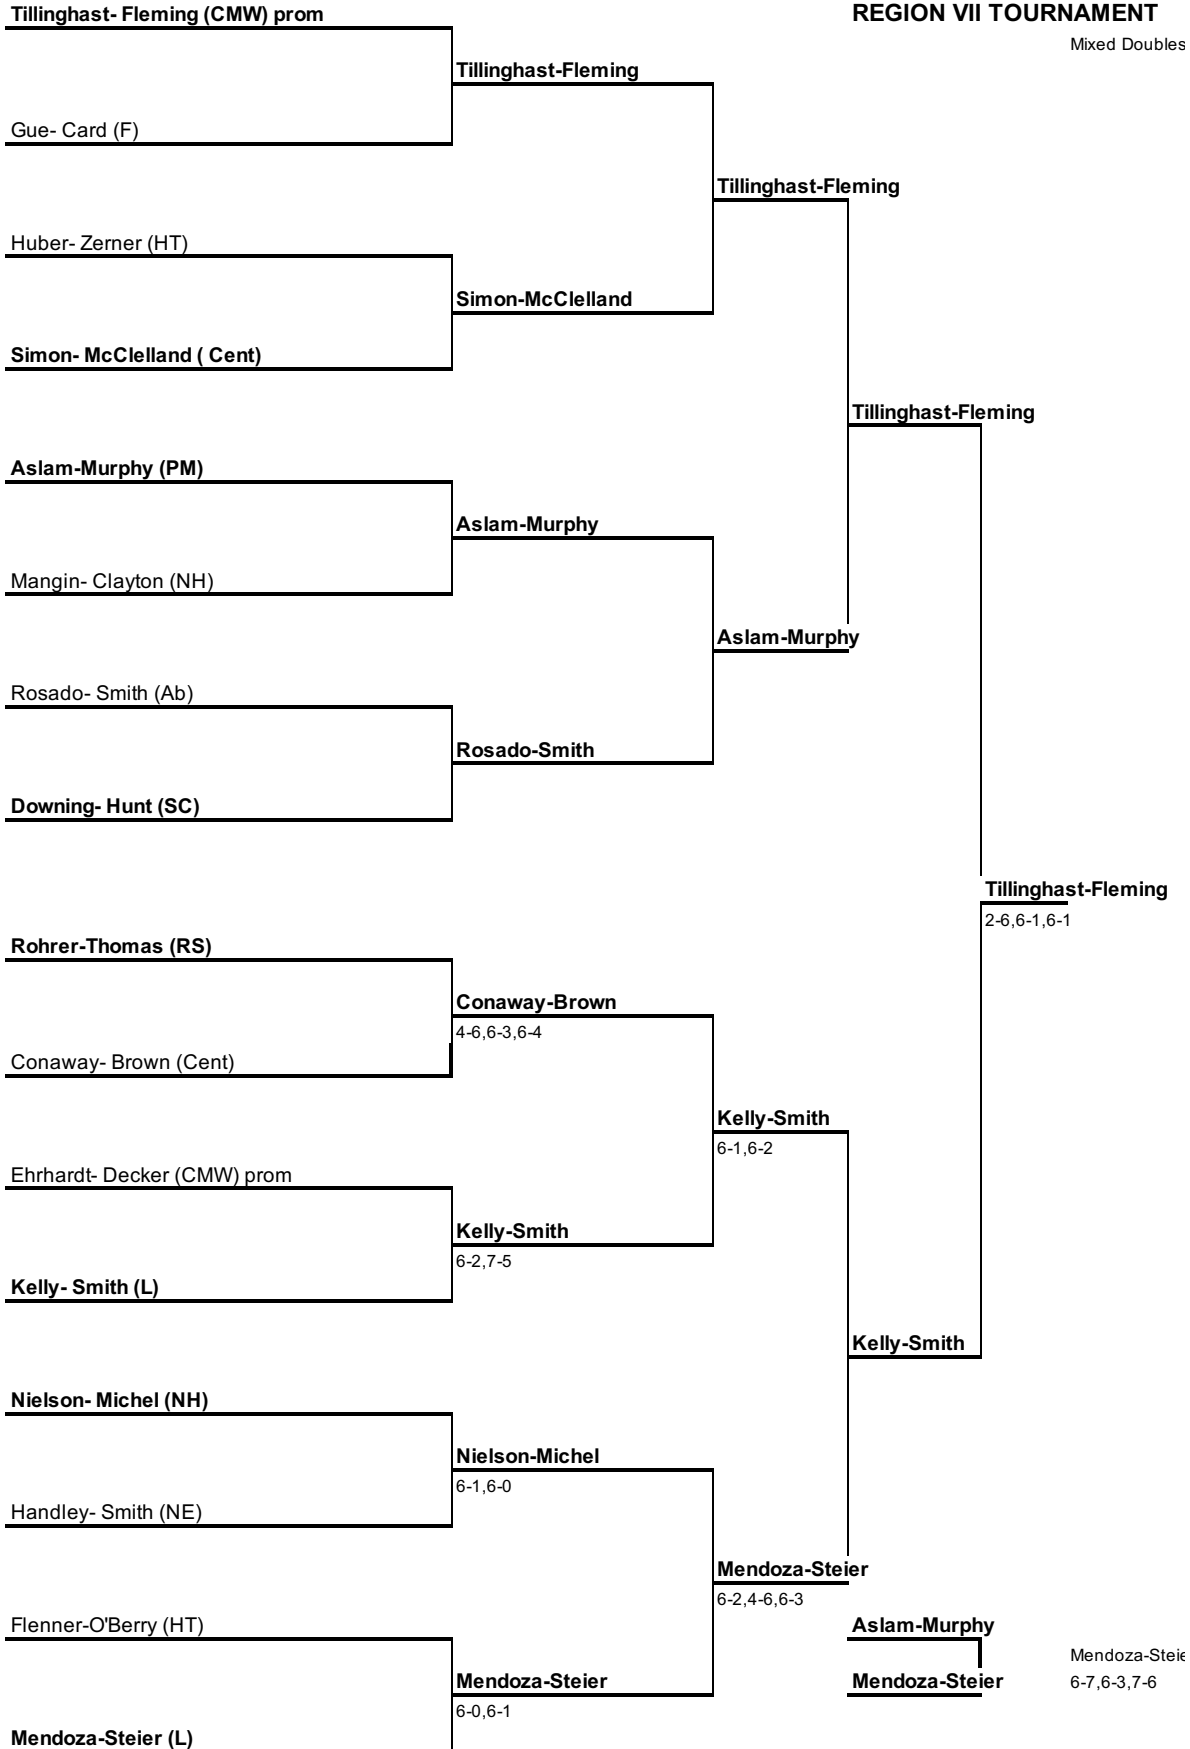 Tillinghast- Fleming (CMW) prom
REGION VII TOURNAMENT
Mixed Doubles
Tillinghast-Fleming
Gue- Card (F)
Tillinghast-Fleming
Huber- Zerner (HT)
Simon-McClelland
Simon- McClelland ( Cent)
Tillinghast-Fleming
Aslam-Murphy (PM)
Aslam-Murphy
Mangin- Clayton (NH)
Aslam-Murphy
Rosado- Smith (Ab)
Rosado-Smith
Downing- Hunt (SC)
Tillinghast-Fleming
2-6,6-1,6-1
Rohrer-Thomas (RS)
Conaway-Brown
4-6,6-3,6-4
Conaway- Brown (Cent)
Kelly-Smith
6-1,6-2
Ehrhardt- Decker (CMW) prom
Kelly-Smith
6-2,7-5
Kelly- Smith (L)
Kelly-Smith
Nielson- Michel (NH)
Nielson-Michel
6-1,6-0
Handley- Smith (NE)
Mendoza-Steier
6-2,4-6,6-3
Flenner-O'Berry (HT)
Aslam-Murphy
Mendoza-Steie
Mendoza-Steier
Mendoza-Steier
6-7,6-3,7-6
6-0,6-1
Mendoza-Steier (L)